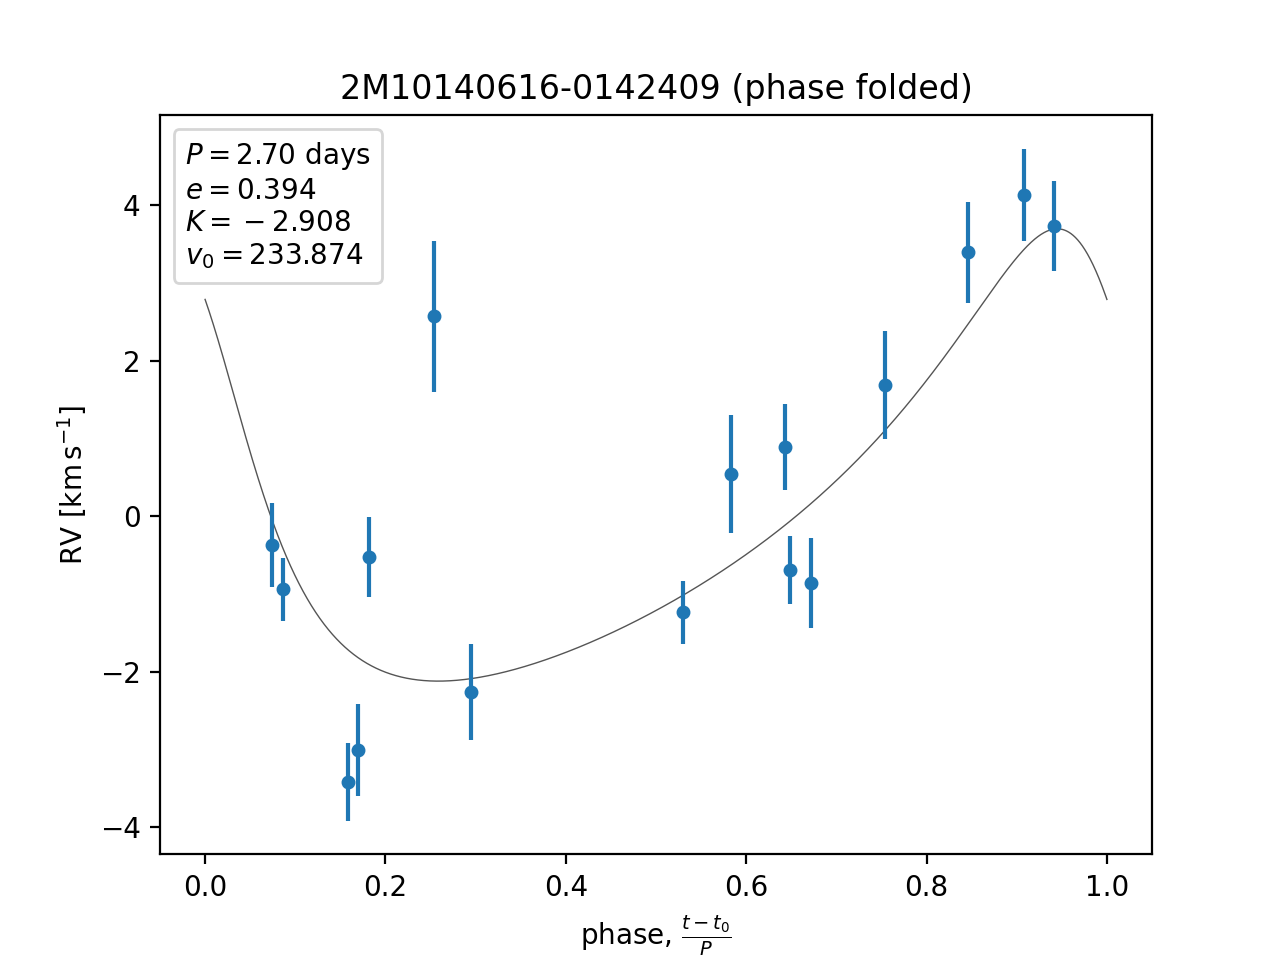 2M10140616-0142409 (phase folded)
P = 2.70 days
e = 0.394
K = −2.908
v₀ = 233.874
4
2
0
−2
−4
RV [km s⁻¹]
0.0 0.2 0.4 0.6 0.8 1.0
phase, (t − t₀)/P